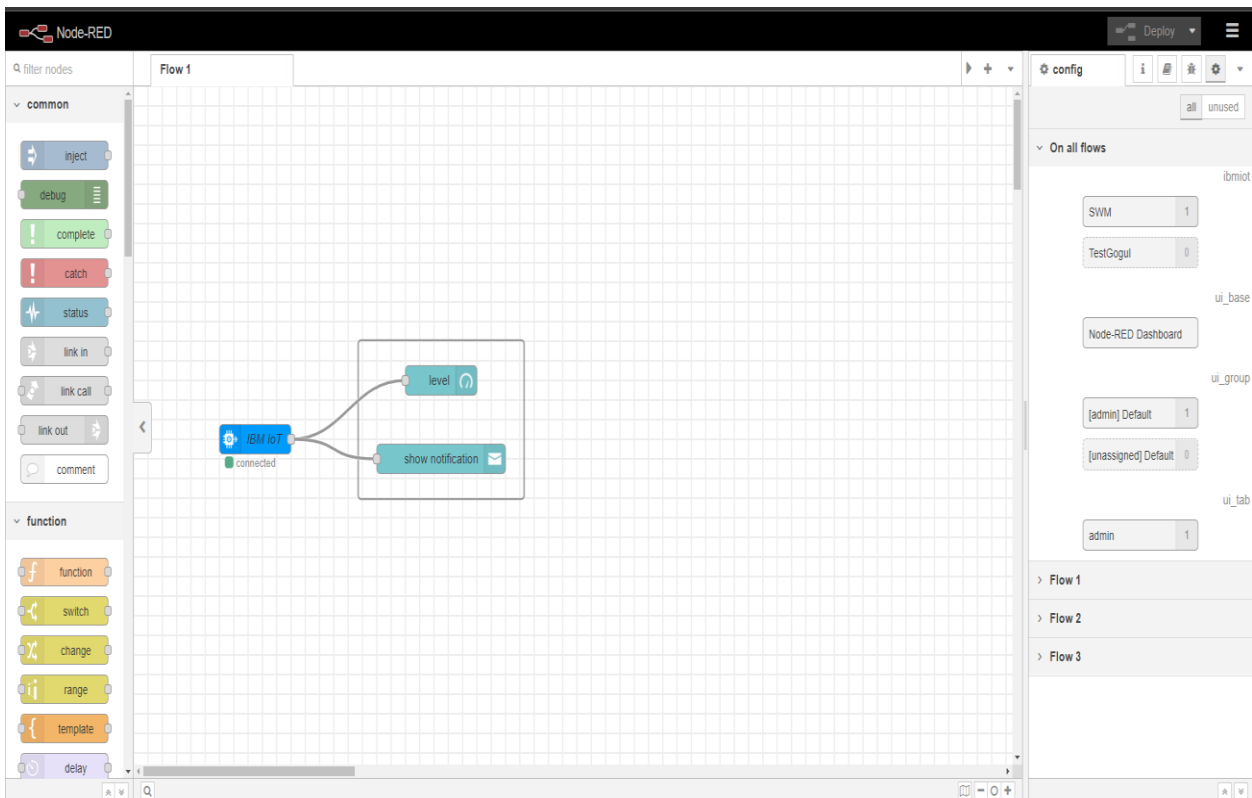 Node-RED
Deploy
filter nodes
Flow 1
config
i
all unused
common
inject
debug
complete
catch
status
link in
link call
link out
comment
function
function
switch
change
range
template
delay
IBM IoT
connected
level
show notification
On all flows
ibmiot
SWM 1
TestGogul 0
ui_base
Node-RED Dashboard
ui_group
[admin] Default 1
[unassigned] Default 0
ui_tab
admin 1
Flow 1
Flow 2
Flow 3